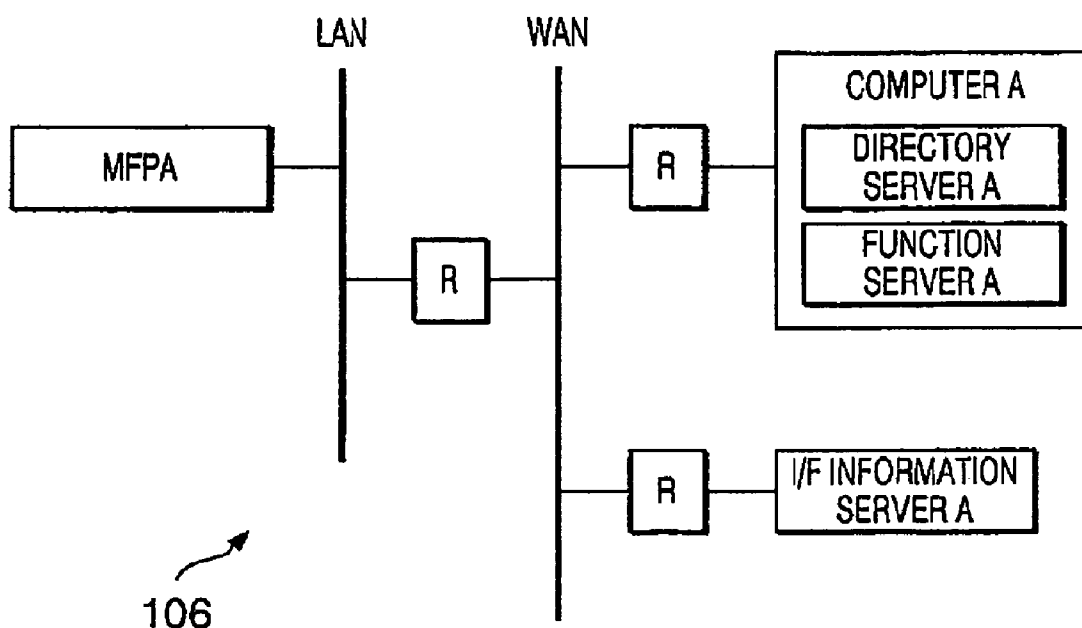 LAN
WAN
COMPUTER A
MFPA
R
DIRECTORY
SERVER A
FUNCTION
SERVER A
R
R
I/F INFORMATION
SERVER A
106